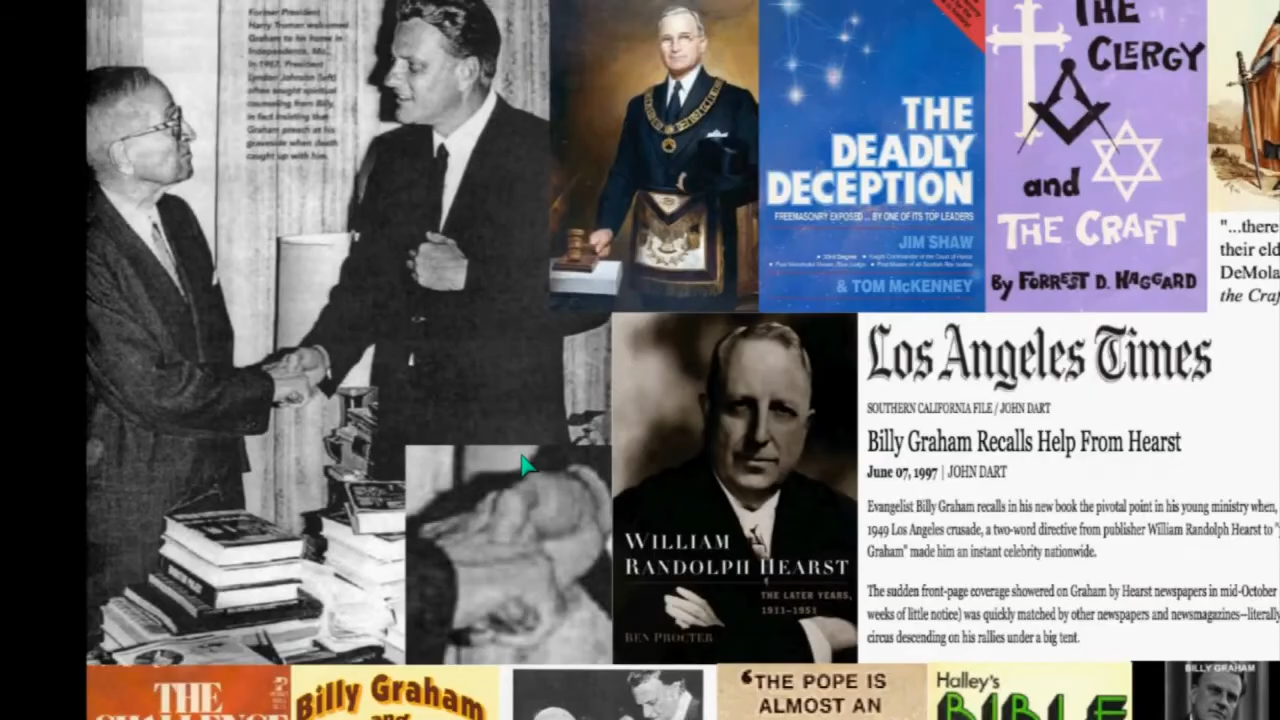 Former President
Harry Truman welcomed
Graham to his home in
Independence, Mo.,
in 1967. President
Lyndon Johnson (left)
often sought spiritual
counseling from Billy,
in fact insisting that
Graham preach at his
graveside when death
caught up with him.
THE
DEADLY
DECEPTION
FREEMASONRY EXPOSED... BY ONE OF ITS TOP LEADERS
JIM SHAW
& TOM McKENNEY
THE
CLERGY
and
THE CRAFT
By FORREST D. HAGGARD
"...there
their eld
DeMola
the Craf
WILLIAM
RANDOLPH HEARST
THE LATER YEARS,
1911-1951
BEN PROCTER
Los Angeles Times
SOUTHERN CALIFORNIA FILE / JOHN DART
Billy Graham Recalls Help From Hearst
June 07, 1997 | JOHN DART
Evangelist Billy Graham recalls in his new book the pivotal point in his young ministry when,
1949 Los Angeles crusade, a two-word directive from publisher William Randolph Hearst to "
Graham" made him an instant celebrity nationwide.
The sudden front-page coverage showered on Graham by Hearst newspapers in mid-October
weeks of little notice) was quickly matched by other newspapers and newsmagazines--literally
circus descending on his rallies under a big tent.
THE
CHALLENGE
Billy Graham
and
‘THE POPE IS
ALMOST AN
Halley's
BIBLE
BILLY GRAHAM